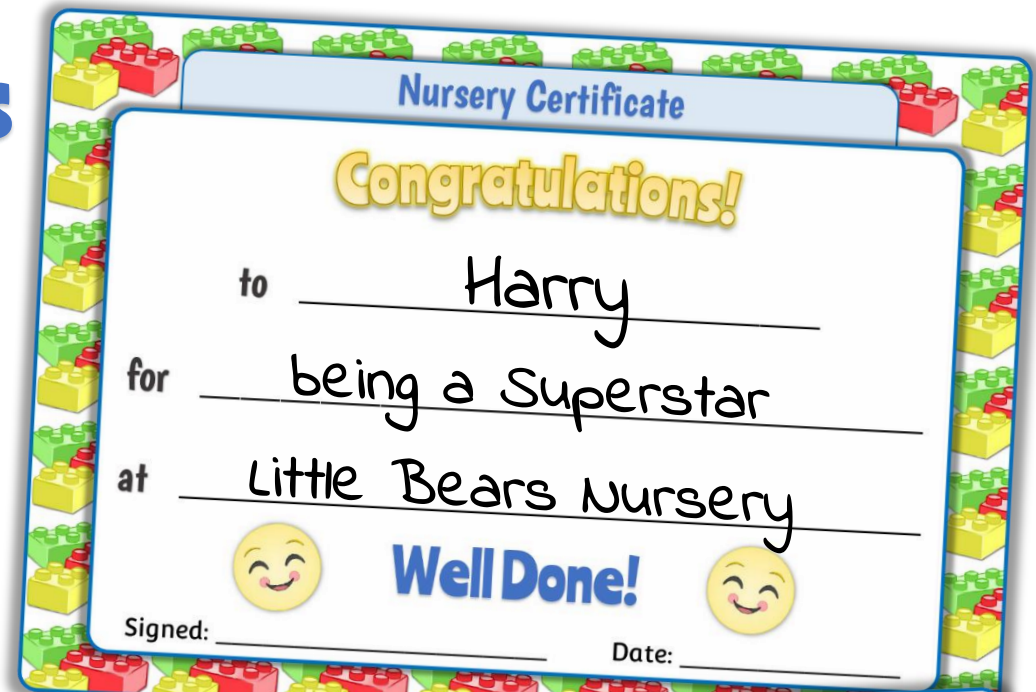 Nursery Certificate
Congratulations!
to Harry
for being a Superstar
at Little Bears Nursery
Well Done!
Signed:
Date: